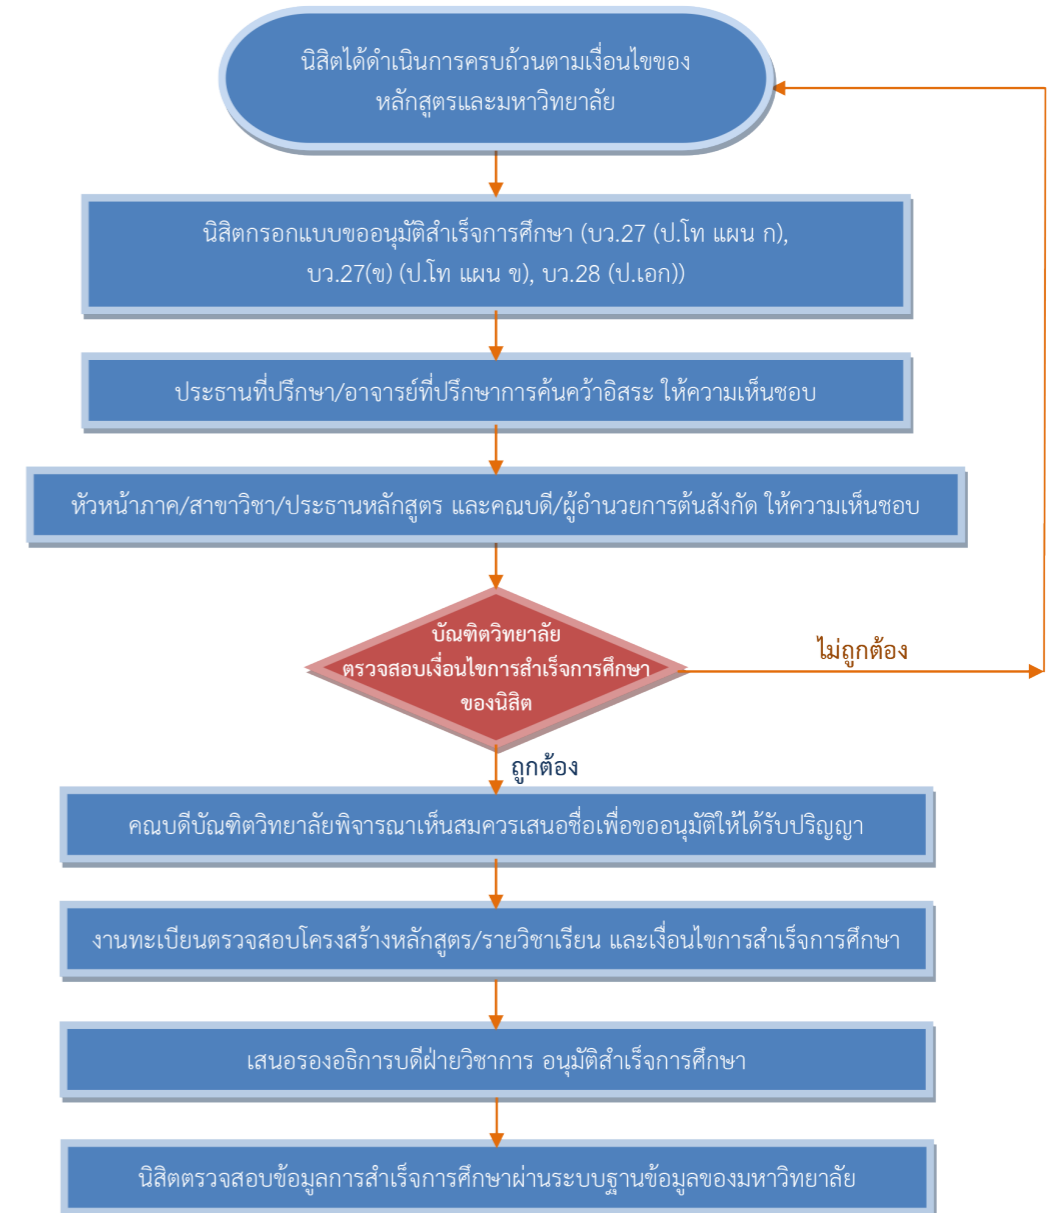 นิสิตได้ดำเนินการครบถ้วนตามเงื่อนไขของ
หลักสูตรและมหาวิทยาลัย
นิสิตกรอกแบบขออนุมัติสำเร็จการศึกษา (บว.27 (ป.โท แผน ก),
บว.27(ข) (ป.โท แผน ข), บว.28 (ป.เอก))
ประธานที่ปรึกษา/อาจารย์ที่ปรึกษาการค้นคว้าอิสระ ให้ความเห็นชอบ
หัวหน้าภาค/สาขาวิชา/ประธานหลักสูตร และคณบดี/ผู้อำนวยการต้นสังกัด ให้ความเห็นชอบ
บัณฑิตวิทยาลัย
ตรวจสอบเงื่อนไขการสำเร็จการศึกษา
ของนิสิต
ไม่ถูกต้อง
ถูกต้อง
คณบดีบัณฑิตวิทยาลัยพิจารณาเห็นสมควรเสนอชื่อเพื่อขออนุมัติให้ได้รับปริญญา
งานทะเบียนตรวจสอบโครงสร้างหลักสูตร/รายวิชาเรียน และเงื่อนไขการสำเร็จการศึกษา
เสนอรองอธิการบดีฝ่ายวิชาการ อนุมัติสำเร็จการศึกษา
นิสิตตรวจสอบข้อมูลการสำเร็จการศึกษาผ่านระบบฐานข้อมูลของมหาวิทยาลัย